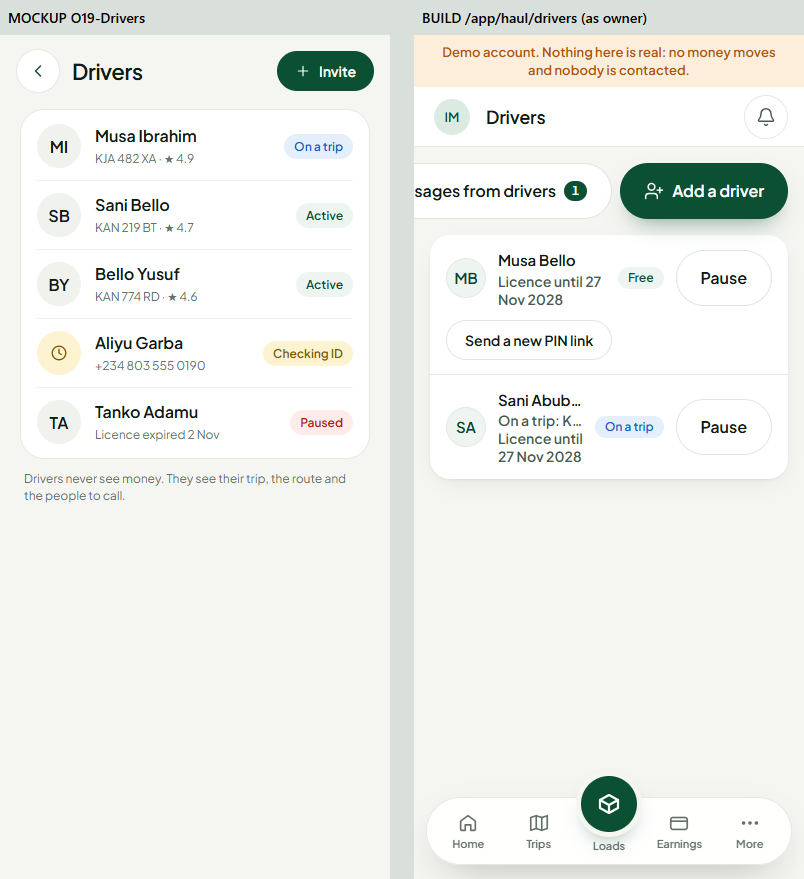 MOCKUP O19-Drivers
Drivers
Invite
MI
Musa Ibrahim
KJA 482 XA · ★ 4.9
On a trip
SB
Sani Bello
KAN 219 BT · ★ 4.7
Active
BY
Bello Yusuf
KAN 774 RD · ★ 4.6
Active
Aliyu Garba
+234 803 555 0190
Checking ID
TA
Tanko Adamu
Licence expired 2 Nov
Paused
Drivers never see money. They see their trip, the route and
the people to call.
BUILD /app/haul/drivers (as owner)
Demo account. Nothing here is real: no money moves
and nobody is contacted.
IM
Drivers
sages from drivers 1
Add a driver
MB
Musa Bello
Licence until 27
Nov 2028
Free
Pause
Send a new PIN link
SA
Sani Abub…
On a trip: K…
Licence until
27 Nov 2028
On a trip
Pause
Home
Trips
Loads
Earnings
More